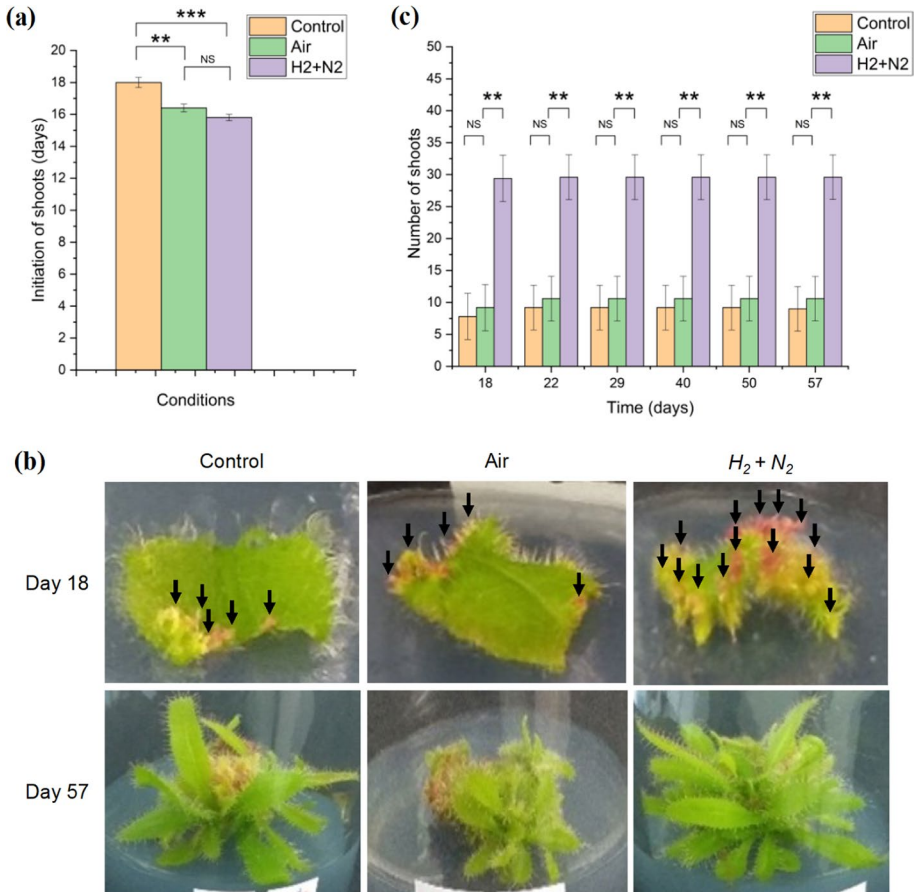 (a)
***
**
NS
Control
Air
H2+N2
20
18
16
14
12
10
8
6
4
2
0
Initiation of shoots (days)
Conditions
(c)
Control
Air
H2+N2
50
45
40
35
30
25
20
15
10
5
0
Number of shoots
** ** ** ** ** **
NS NS NS NS NS NS
18 22 29 40 50 57
Time (days)
(b)
Control Air H2 + N2
Day 18
Day 57